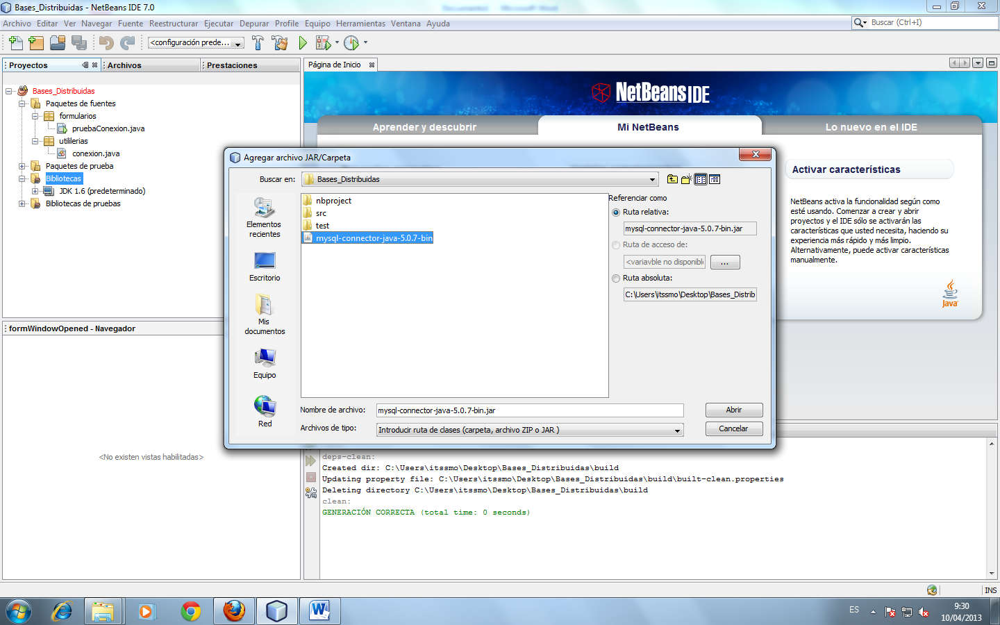 Bases_Distribuidas - NetBeans IDE 7.0
Archivo Editar Ver Navegar Fuente Reestructurar Ejecutar Depurar Profile Equipo Herramientas Ventana Ayuda
Buscar (Ctrl+I)
<configuración prede...
Proyectos
Archivos
Prestaciones
Página de Inicio
Bases_Distribuidas
Paquetes de fuentes
formularios
pruebaConexion.java
utililerias
conexion.java
Paquetes de prueba
Bibliotecas
JDK 1.6 (predeterminado)
Bibliotecas de pruebas
NetBeans IDE
Aprender y descubrir
Mi NetBeans
Lo nuevo en el IDE
Activar características
NetBeans activa la funcionalidad según como
esté usando. Comenzar a crear y abrir
proyectos y el IDE sólo se activarán las
características que usted necesita, haciendo su
experiencia más rápido y más limpio.
Alternativamente, puede activar características
manualmente.
Java
Agregar archivo JAR/Carpeta
Buscar en:
Bases_Distribuidas
Elementos
recientes
Escritorio
Mis
documentos
Equipo
Red
nbproject
src
test
mysql-connector-java-5.0.7-bin
Referenciar como
Ruta relativa:
mysql-connector-java-5.0.7-bin.jar
Ruta de acceso de:
<variavble no disponible
...
Ruta absoluta:
C:\Users\itssmo\Desktop\Bases_Distrib
Nombre de archivo:
mysql-connector-java-5.0.7-bin.jar
Abrir
Archivos de tipo:
Introducir ruta de clases (carpeta, archivo ZIP o JAR )
Cancelar
formWindowOpened - Navegador
<No existen vistas habilitadas>
deps-clean:
Created dir: C:\Users\itssmo\Desktop\Bases_Distribuidas\build
Updating property file: C:\Users\itssmo\Desktop\Bases_Distribuidas\build\built-clean.properties
Deleting directory C:\Users\itssmo\Desktop\Bases_Distribuidas\build
clean:
GENERACIÓN CORRECTA (total time: 0 seconds)
INS
ES
9:30
10/04/2013